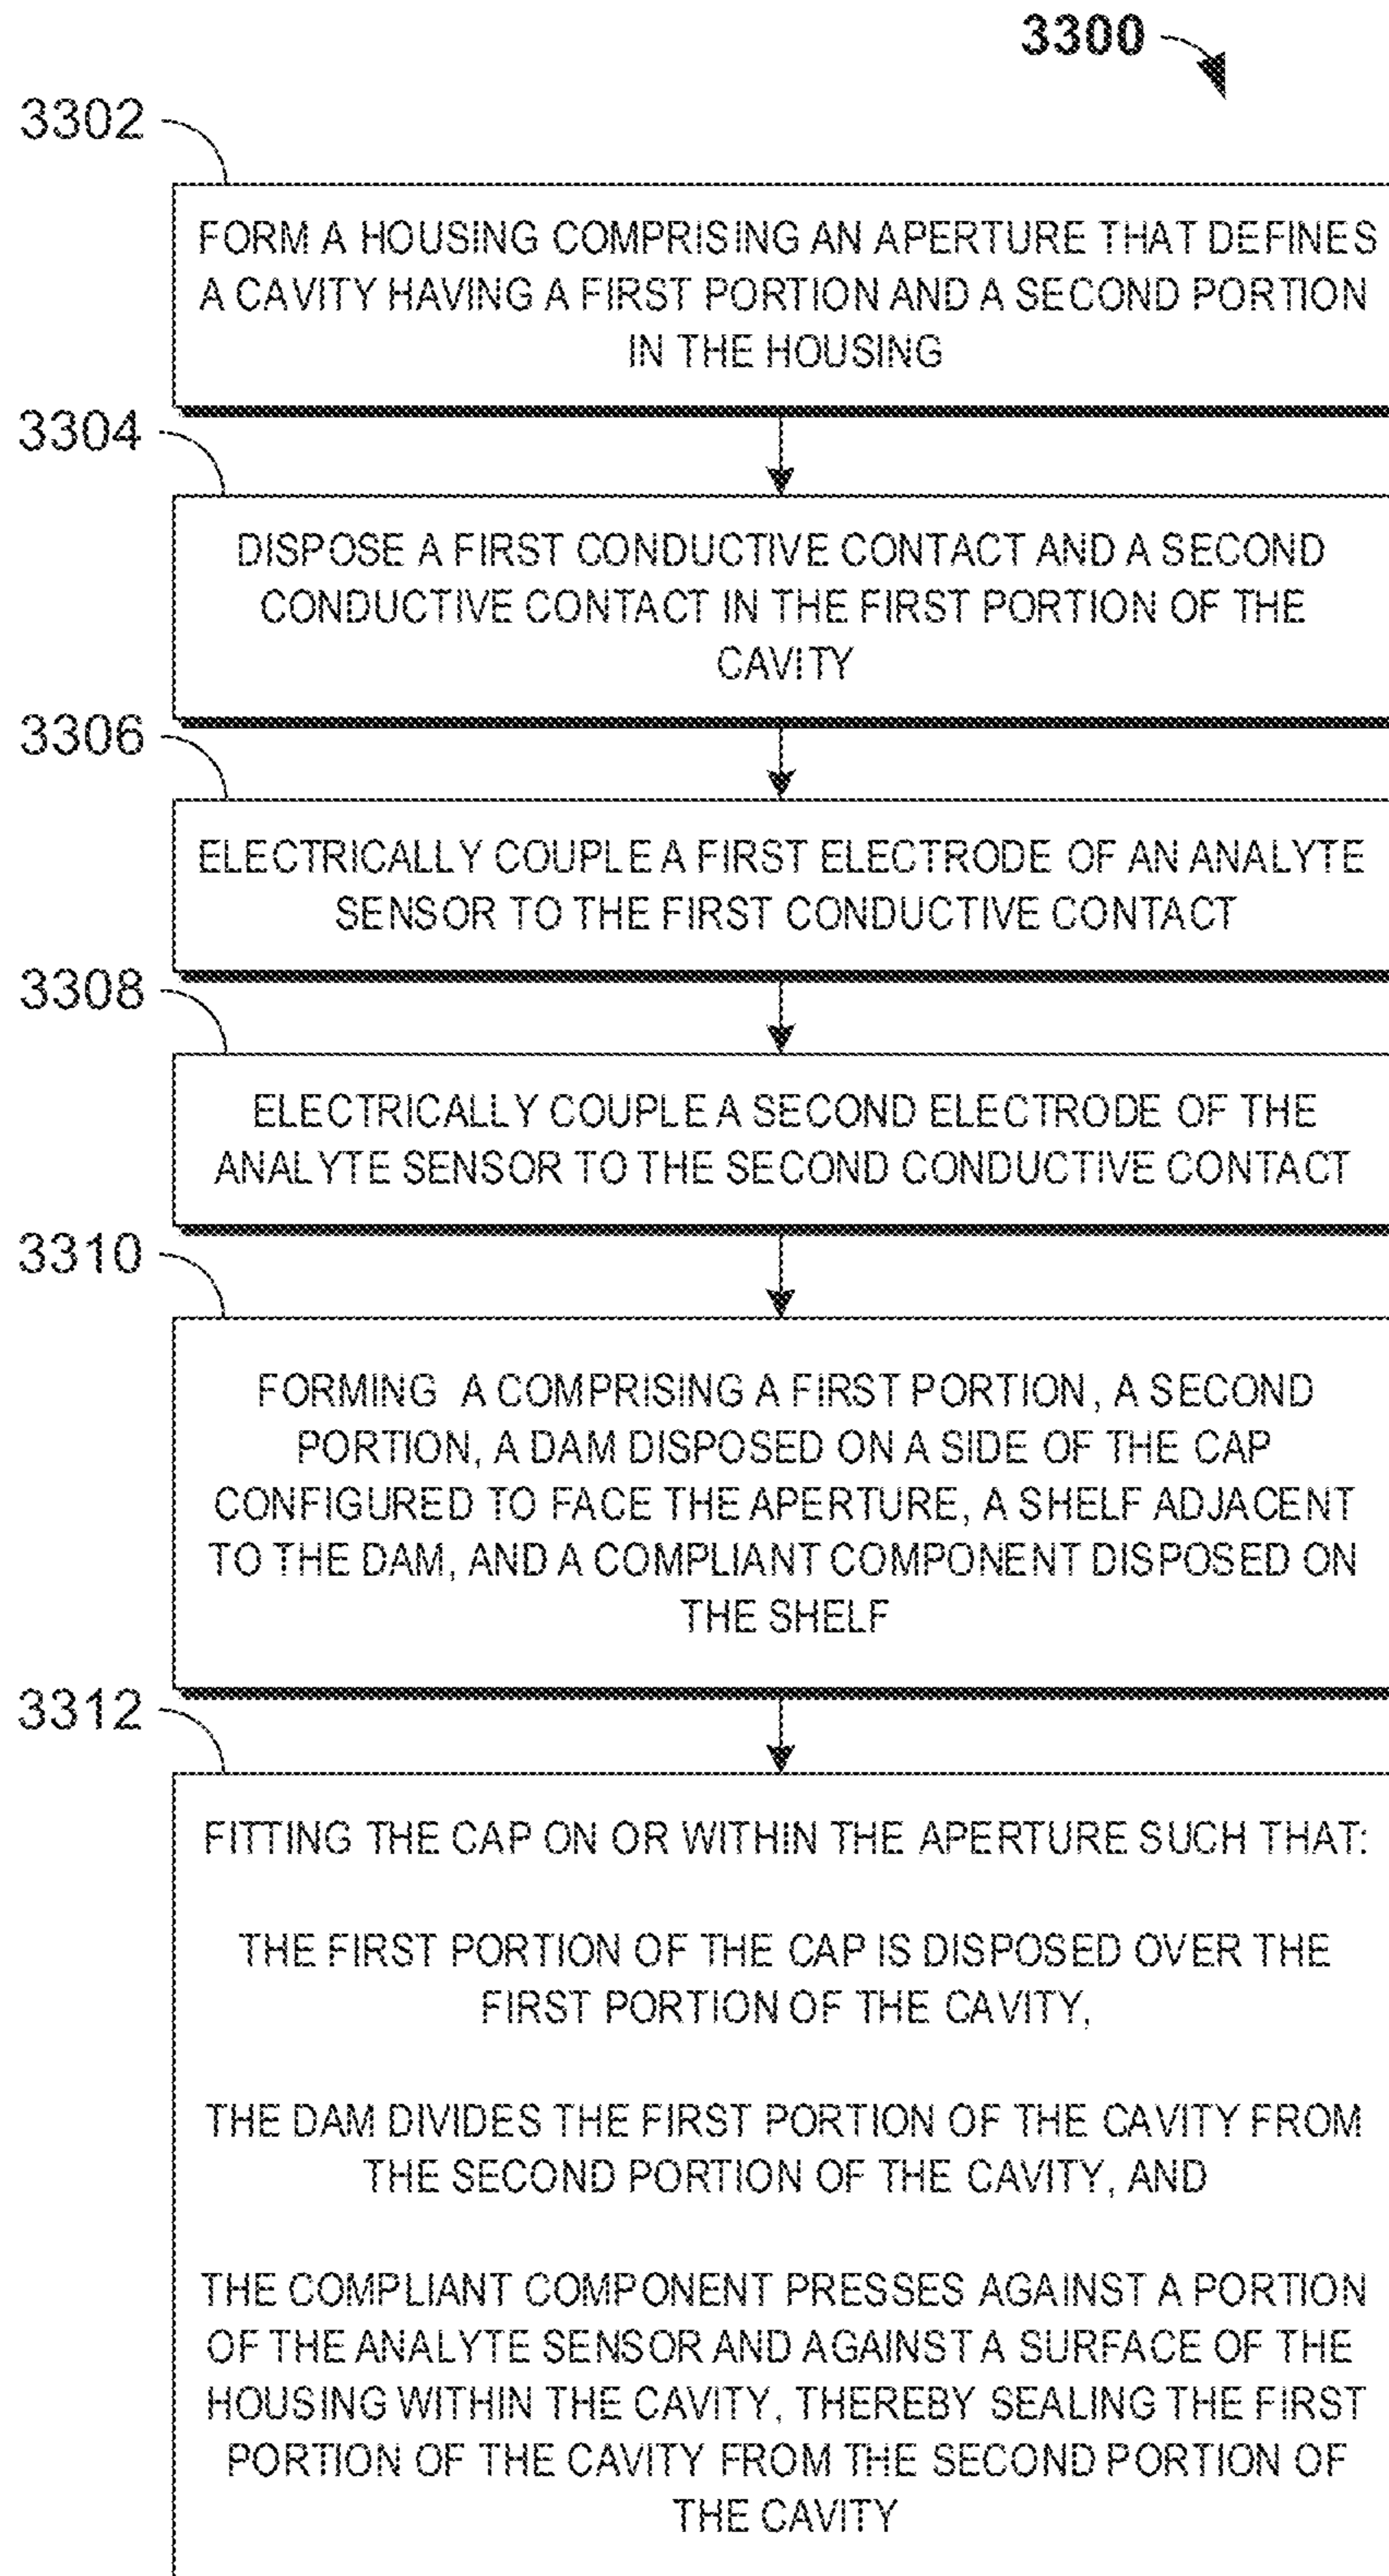 3300
3302
FORM A HOUSING COMPRISING AN APERTURE THAT DEFINES
A CAVITY HAVING A FIRST PORTION AND A SECOND PORTION
IN THE HOUSING
3304
DISPOSE A FIRST CONDUCTIVE CONTACT AND A SECOND
CONDUCTIVE CONTACT IN THE FIRST PORTION OF THE
CAVITY
3306
ELECTRICALLY COUPLE A FIRST ELECTRODE OF AN ANALYTE
SENSOR TO THE FIRST CONDUCTIVE CONTACT
3308
ELECTRICALLY COUPLE A SECOND ELECTRODE OF THE
ANALYTE SENSOR TO THE SECOND CONDUCTIVE CONTACT
3310
FORMING A COMPRISING A FIRST PORTION, A SECOND
PORTION, A DAM DISPOSED ON A SIDE OF THE CAP
CONFIGURED TO FACE THE APERTURE, A SHELF ADJACENT
TO THE DAM, AND A COMPLIANT COMPONENT DISPOSED ON
THE SHELF
3312
FITTING THE CAP ON OR WITHIN THE APERTURE SUCH THAT:
THE FIRST PORTION OF THE CAP IS DISPOSED OVER THE
FIRST PORTION OF THE CAVITY,
THE DAM DIVIDES THE FIRST PORTION OF THE CAVITY FROM
THE SECOND PORTION OF THE CAVITY, AND
THE COMPLIANT COMPONENT PRESSES AGAINST A PORTION
OF THE ANALYTE SENSOR AND AGAINST A SURFACE OF THE
HOUSING WITHIN THE CAVITY, THEREBY SEALING THE FIRST
PORTION OF THE CAVITY FROM THE SECOND PORTION OF
THE CAVITY